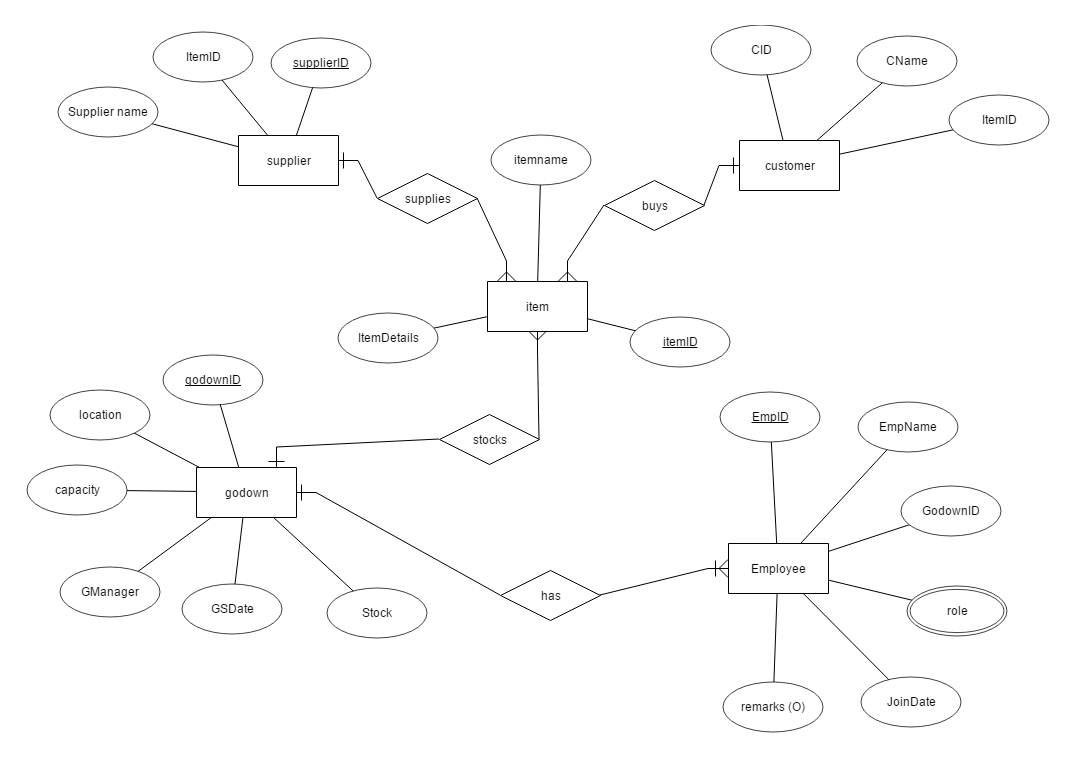 CID
ItemID
supplierID
CName
Supplier name
ItemID
supplier
itemname
customer
supplies
buys
item
ItemDetails
itemID
godownID
location
EmpID
EmpName
stocks
capacity
godown
GodownID
Employee
GManager
has
GSDate
Stock
role
remarks (O)
JoinDate